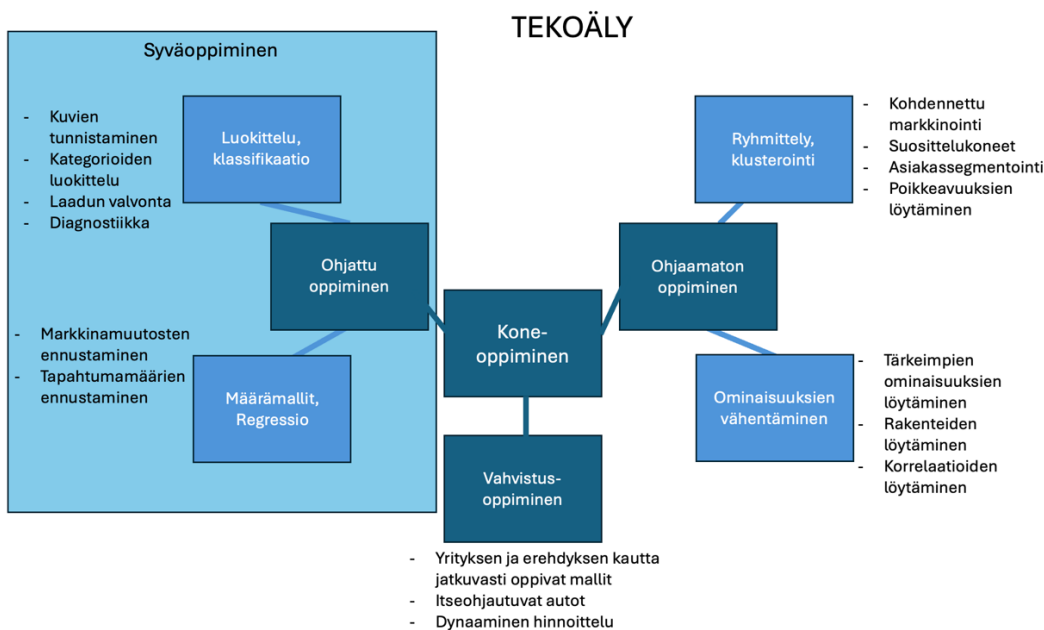 TEKOÄLY
Syväoppiminen
- Kuvien
tunnistaminen
- Kategorioiden
luokittelu
- Laadun valvonta
- Diagnostiikka
Luokittelu,
klassifikaatio
Ohjattu
oppiminen
- Markkinamuutosten
ennustaminen
- Tapahtumamäärien
ennustaminen
Määrämallit,
Regressio
Kone-
oppiminen
Vahvistus-
oppiminen
- Yrityksen ja erehdyksen kautta
jatkuvasti oppivat mallit
- Itseohjautuvat autot
- Dynaaminen hinnoittelu
Ryhmittely,
klusterointi
- Kohdennettu
markkinointi
- Suosittelukoneet
- Asiakassegmentointi
- Poikkeavuuksien
löytäminen
Ohjaamaton
oppiminen
Ominaisuuksien
vähentäminen
- Tärkeimpien
ominaisuuksien
löytäminen
- Rakenteiden
löytäminen
- Korrelaatioiden
löytäminen